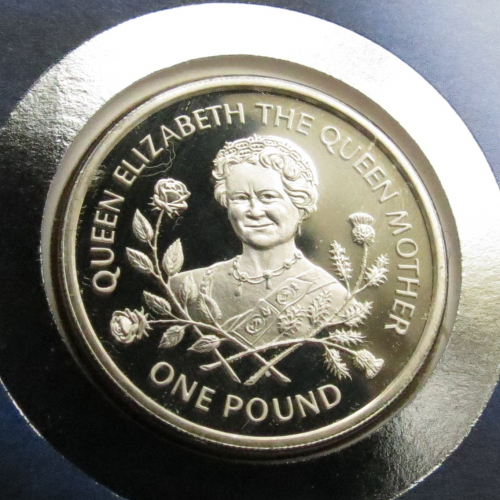 QUEEN ELIZABETH THE QUEEN MOTHER
ONE POUND